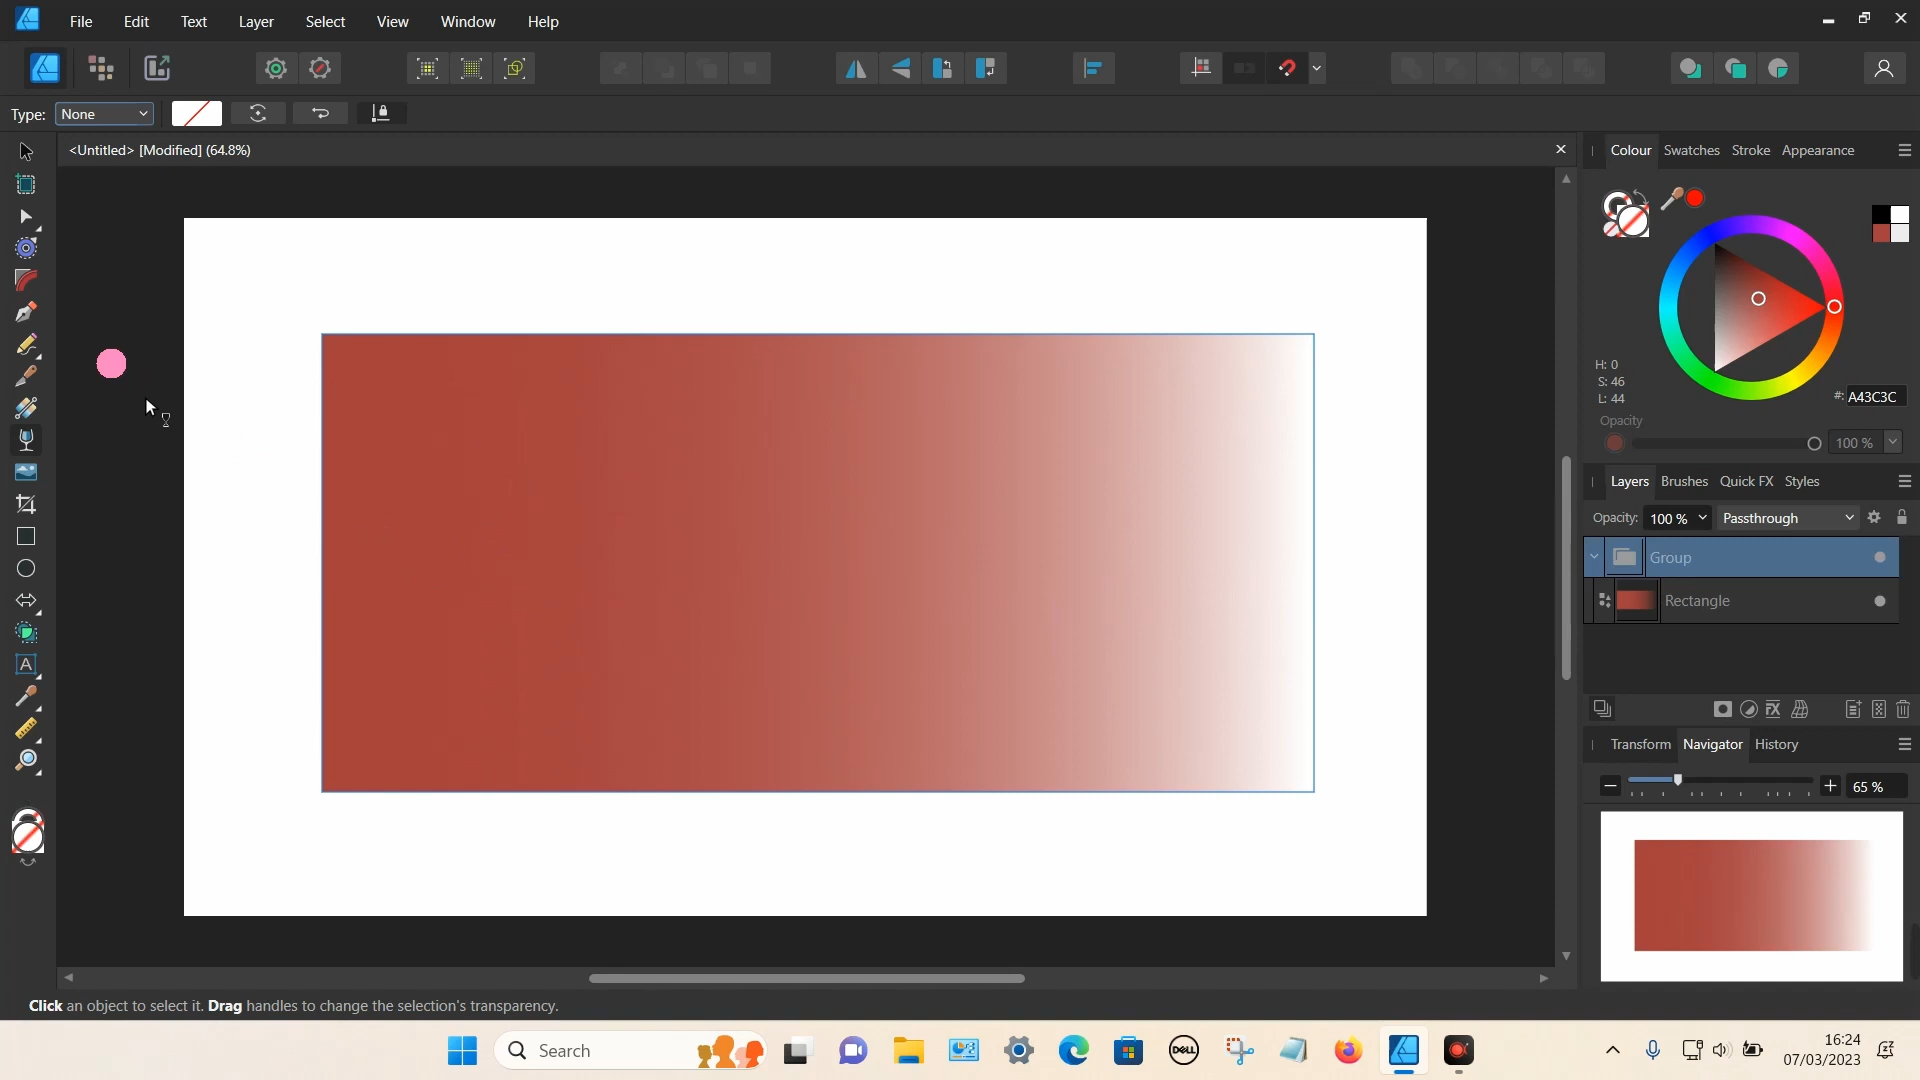 File Edit Text Layer Select View Window Help
Type: None
<Untitled> [Modified] (64.8%)
Colour Swatches Stroke Appearance
H: 0
S: 46
L: 44
#: A43C3C
Opacity
100 %
Layers Brushes Quick FX Styles
Opacity: 100 % Passthrough
Group
Rectangle
Transform Navigator History
65 %
Click an object to select it. Drag handles to change the selection's transparency.
Search
DELL
16:24
07/03/2023